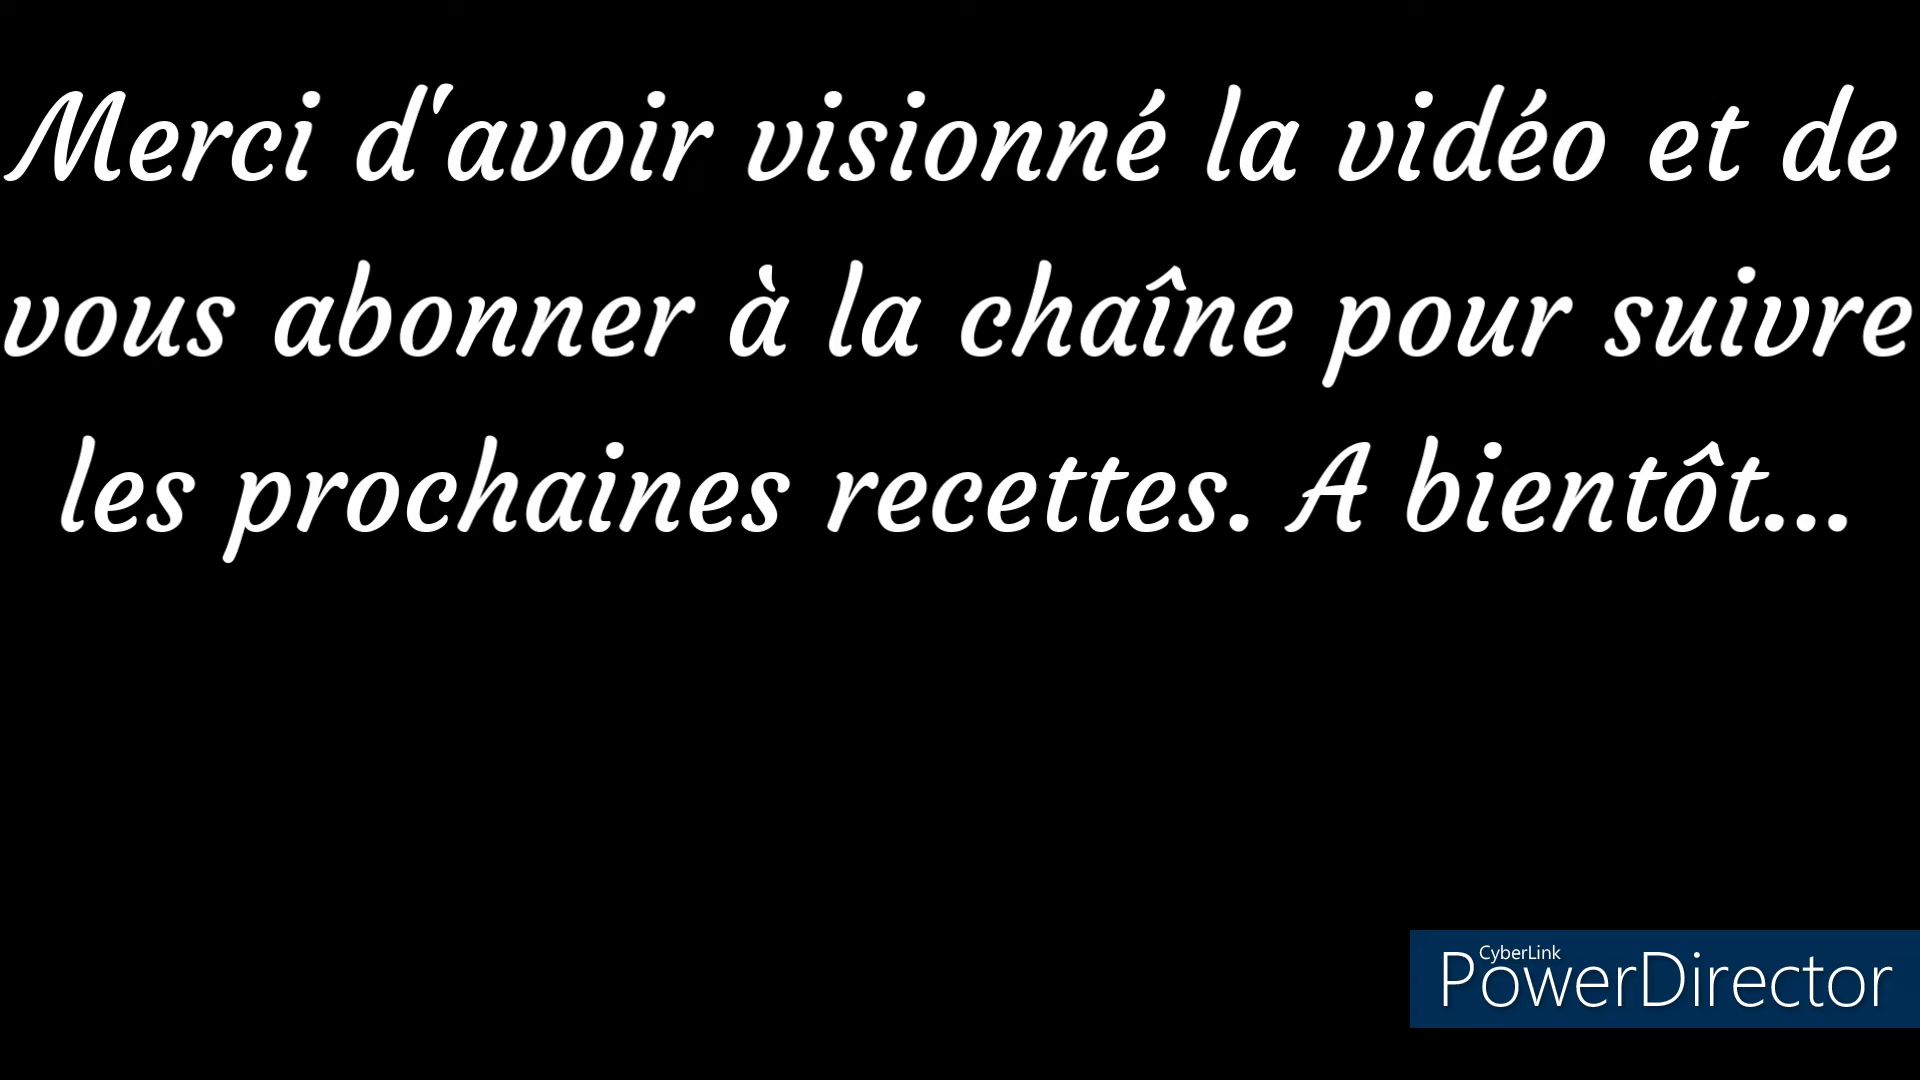 Merci d'avoir visionné la vidéo et de
vous abonner à la chaîne pour suivre
les prochaines recettes. A bientôt...
CyberLink
PowerDirector